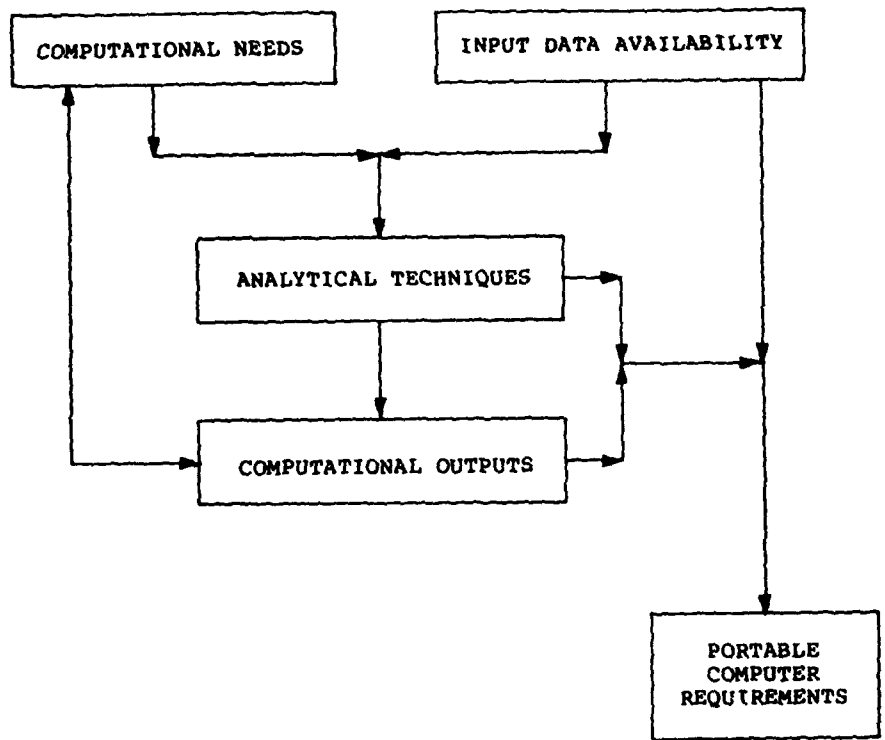 COMPUTATIONAL NEEDS
INPUT DATA AVAILABILITY
ANALYTICAL TECHNIQUES
COMPUTATIONAL OUTPUTS
PORTABLE
COMPUTER
REQUIREMENTS